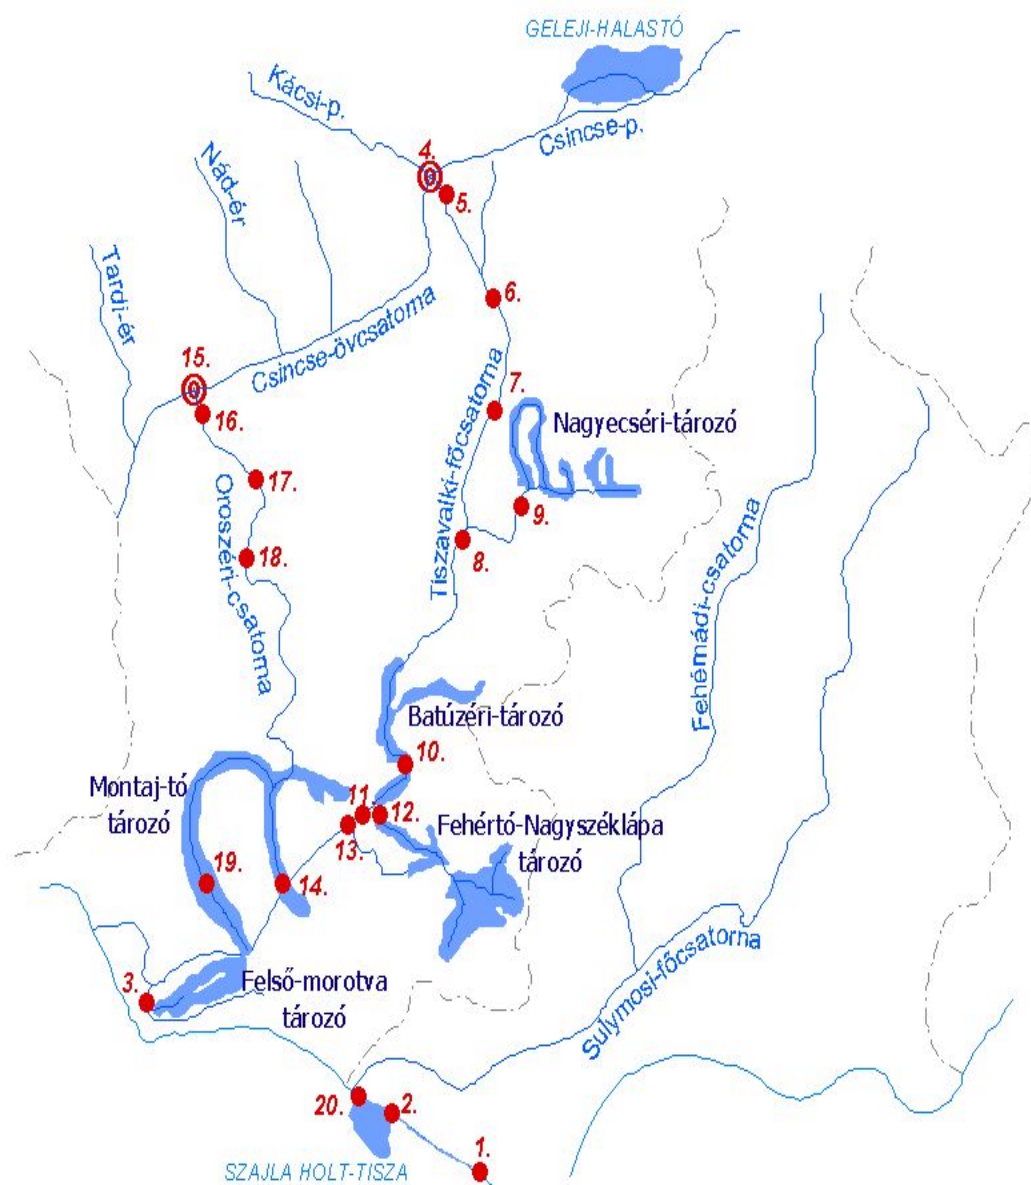 GELEJI-HALASTÓ
Kácsi-p.
Csincse-p.
4.
5.
Nád-ér
Tardi-ér
6.
Csincse-övcsatorna
15.
16.
7.
Tiszavalki-főcsatorna
Nagyecséri-tározó
17.
9.
8.
18.
Oroszéri-csatorna
Fehémádi-csatorna
Batúzéri-tározó
10.
Montaj-tó
tározó
11.
12.
13.
Fehértó-Nagyszéklápa
tározó
19.
14.
Sulymosi-főcsatorna
3.
Felső-morotva
tározó
20.
2.
1.
SZAJLA HOLT-TISZA